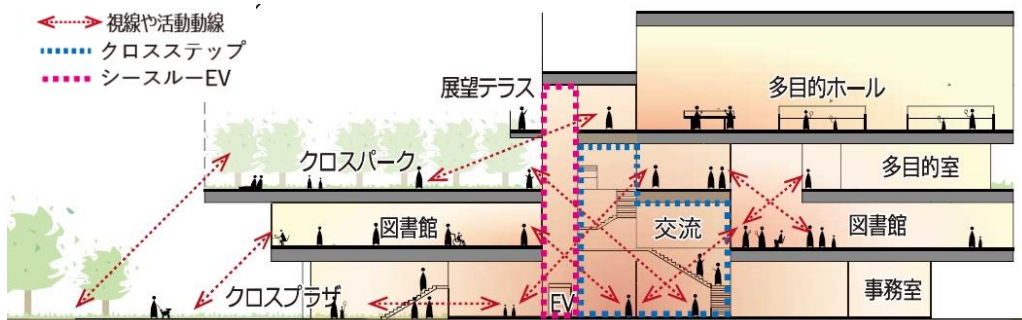 視線や活動動線
クロスステップ
シースルーEV
展望テラス
多目的ホール
クロスパーク
多目的室
図書館
交流
図書館
クロスプラザ
EV
事務室